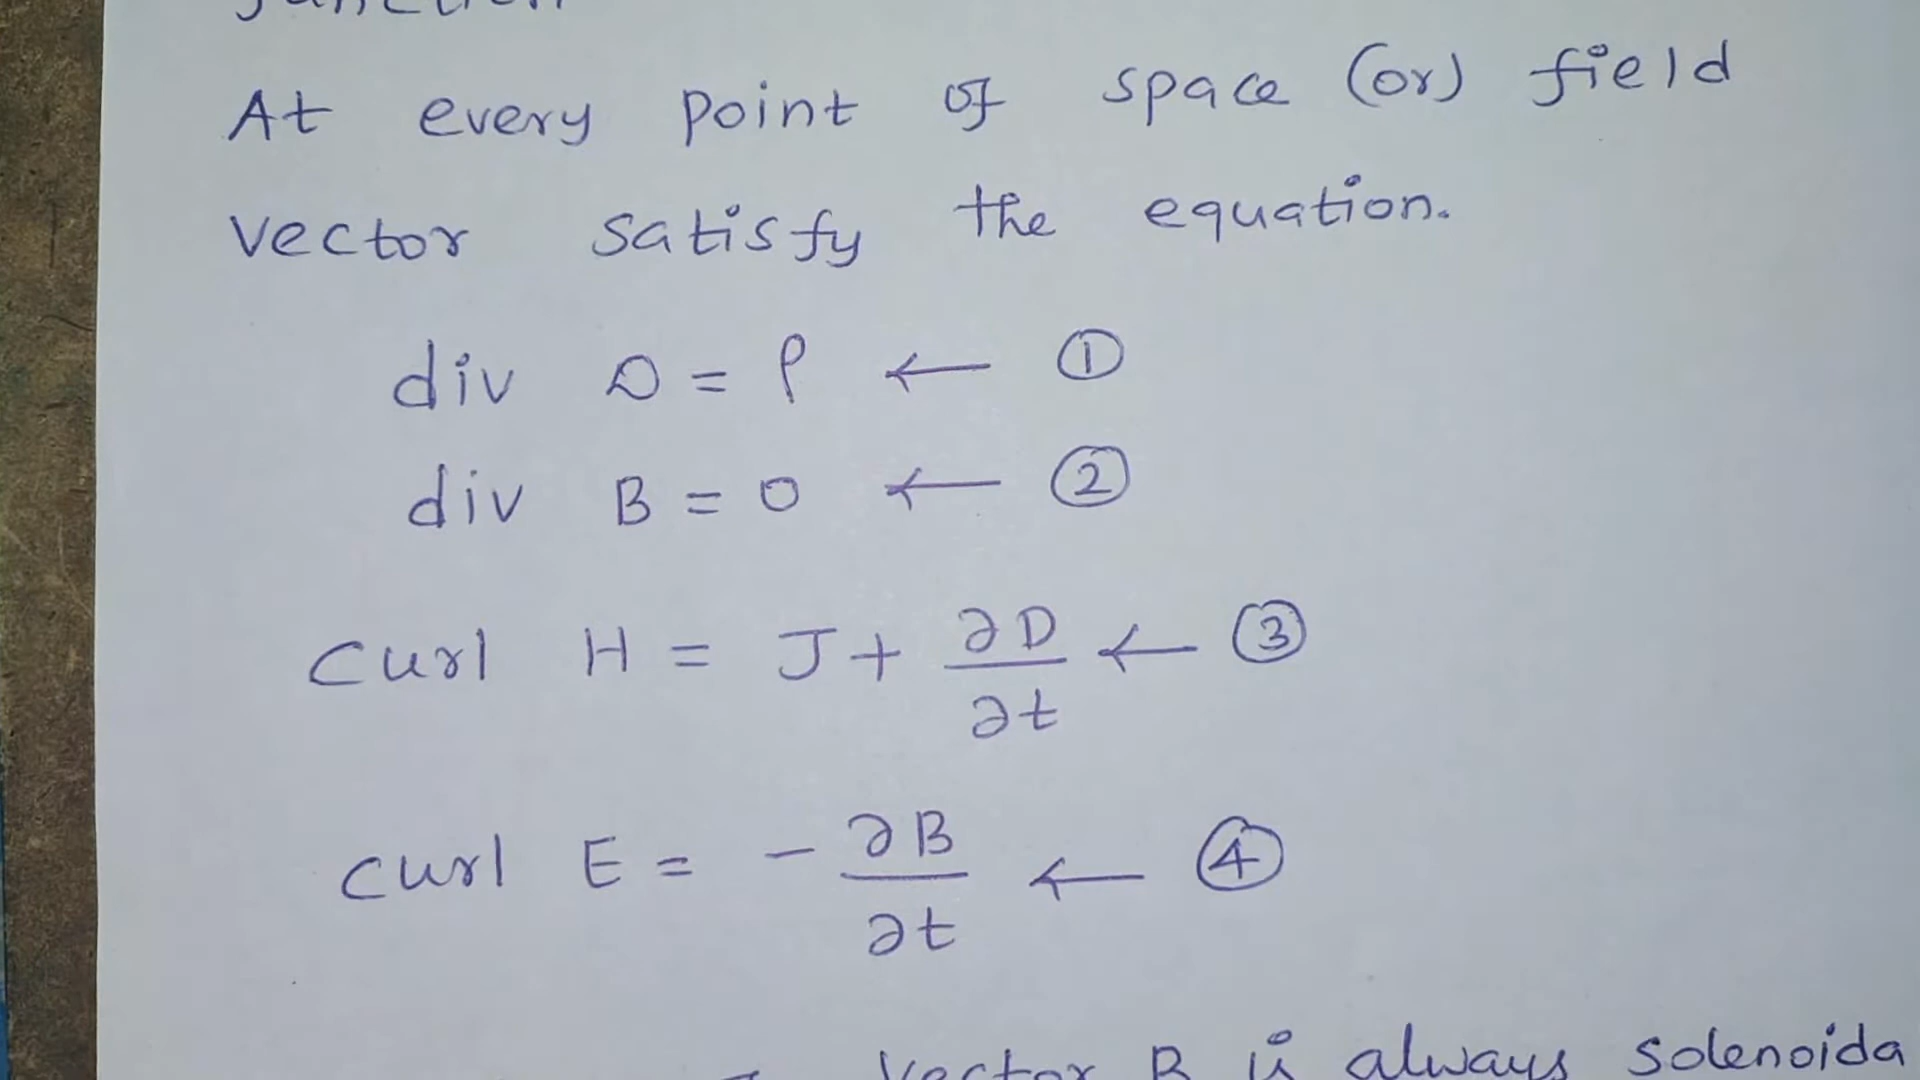 At every point of space (or) field
vector satisfy the equation.
div D = ρ ← ①
div B = 0 ← ②
curl H = J + ∂D/∂t ← ③
curl E = - ∂B/∂t ← ④
vector B is always solenoida